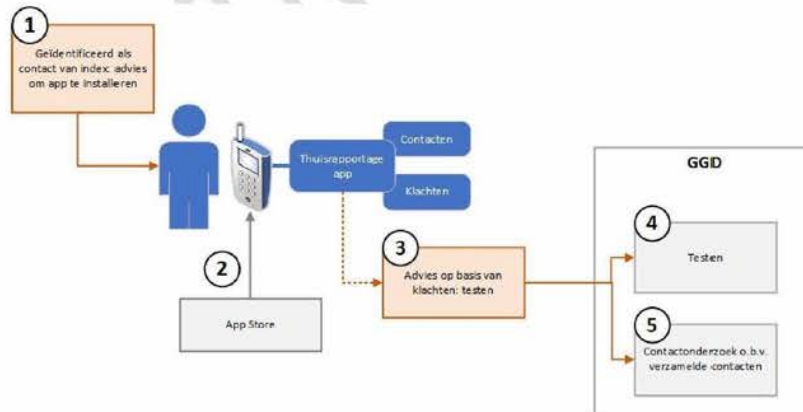 1
Geïdentificeerd als
contact van index: advies
om app te installeren
Thuisrapportage
app
Contacten
Klachten
2
App Store
3
Advies op basis van
klachten: testen
GGD
4
Testen
5
Contactonderzoek o.b.v.
verzamelde contacten